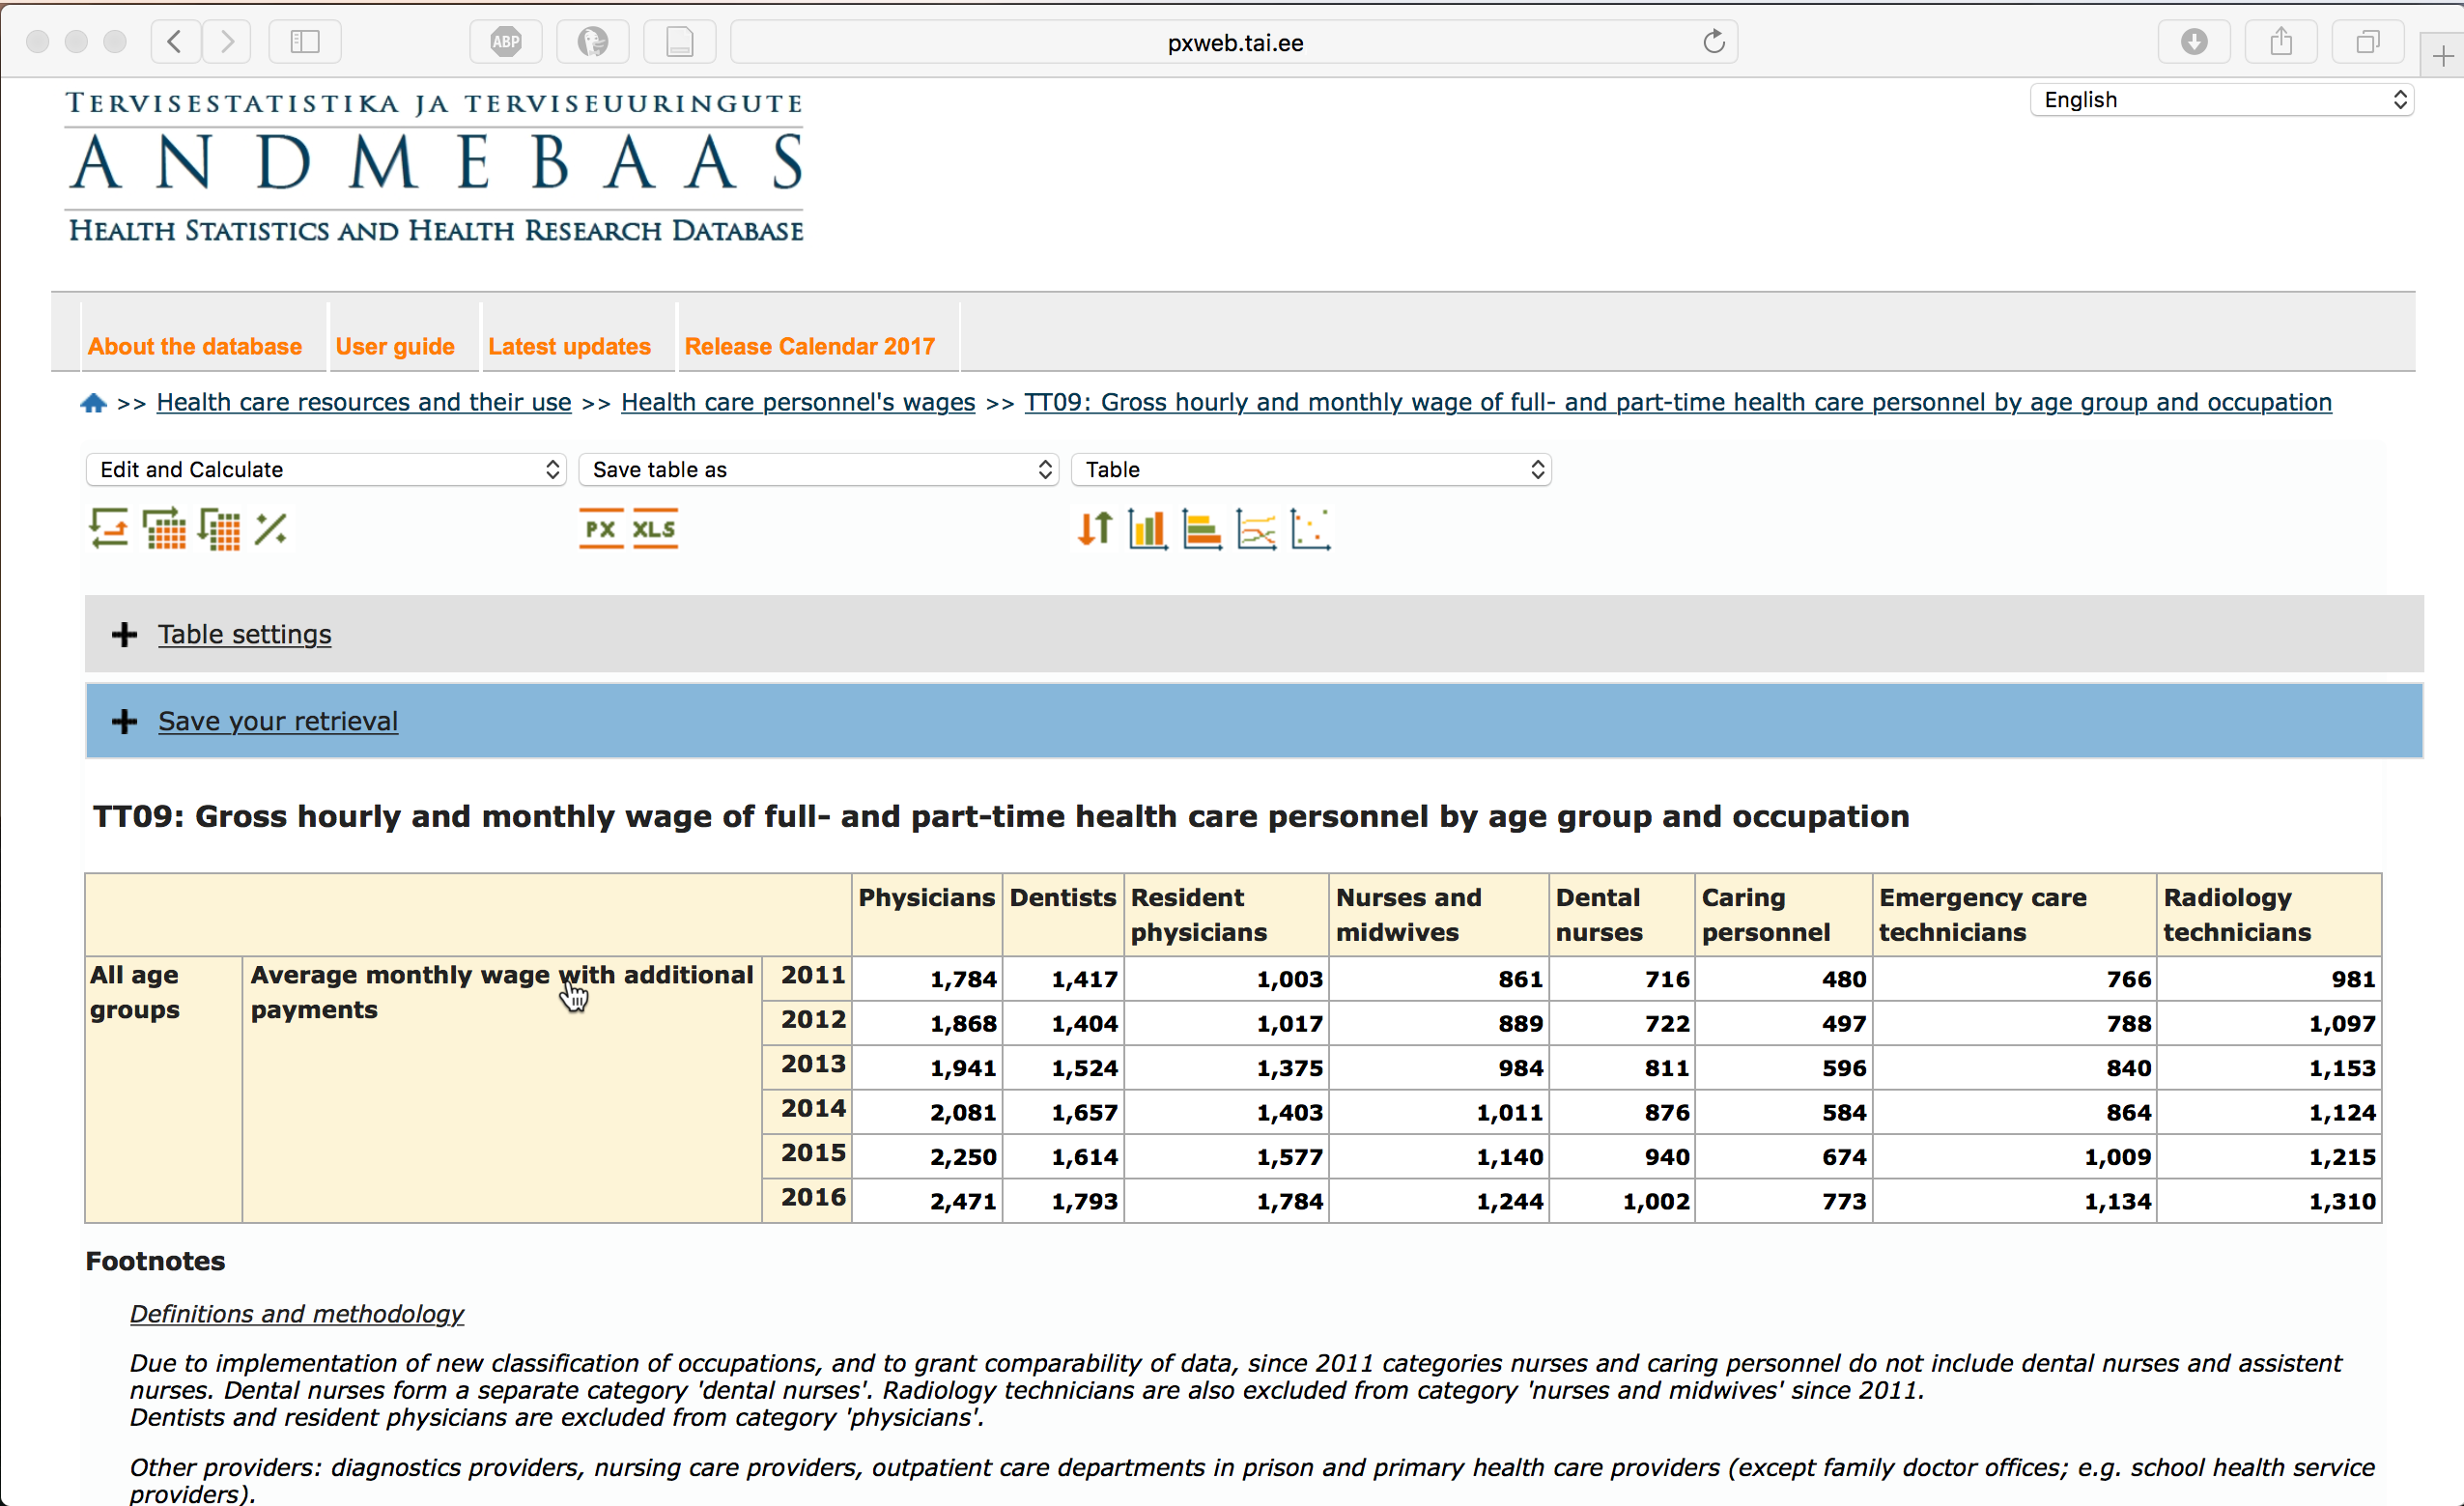 ABP
pxweb.tai.ee
TERVISESTATISTIKA JA TERVISEUURINGUTE
ANDMEBAAS
HEALTH STATISTICS AND HEALTH RESEARCH DATABASE
English
About the database User guide Latest updates Release Calendar 2017
>> Health care resources and their use >> Health care personnel's wages >> TT09: Gross hourly and monthly wage of full- and part-time health care personnel by age group and occupation
Edit and Calculate Save table as Table
PX XLS
Table settings
Save your retrieval
TT09: Gross hourly and monthly wage of full- and part-time health care personnel by age group and occupation
Physicians Dentists Resident physicians Nurses and midwives Dental nurses Caring personnel Emergency care technicians Radiology technicians
All age groups Average monthly wage with additional payments 2011 1,784 1,417 1,003 861 716 480 766 981
2012 1,868 1,404 1,017 889 722 497 788 1,097
2013 1,941 1,524 1,375 984 811 596 840 1,153
2014 2,081 1,657 1,403 1,011 876 584 864 1,124
2015 2,250 1,614 1,577 1,140 940 674 1,009 1,215
2016 2,471 1,793 1,784 1,244 1,002 773 1,134 1,310
Footnotes
Definitions and methodology
Due to implementation of new classification of occupations, and to grant comparability of data, since 2011 categories nurses and caring personnel do not include dental nurses and assistent
nurses. Dental nurses form a separate category 'dental nurses'. Radiology technicians are also excluded from category 'nurses and midwives' since 2011.
Dentists and resident physicians are excluded from category 'physicians'.
Other providers: diagnostics providers, nursing care providers, outpatient care departments in prison and primary health care providers (except family doctor offices; e.g. school health service
providers).